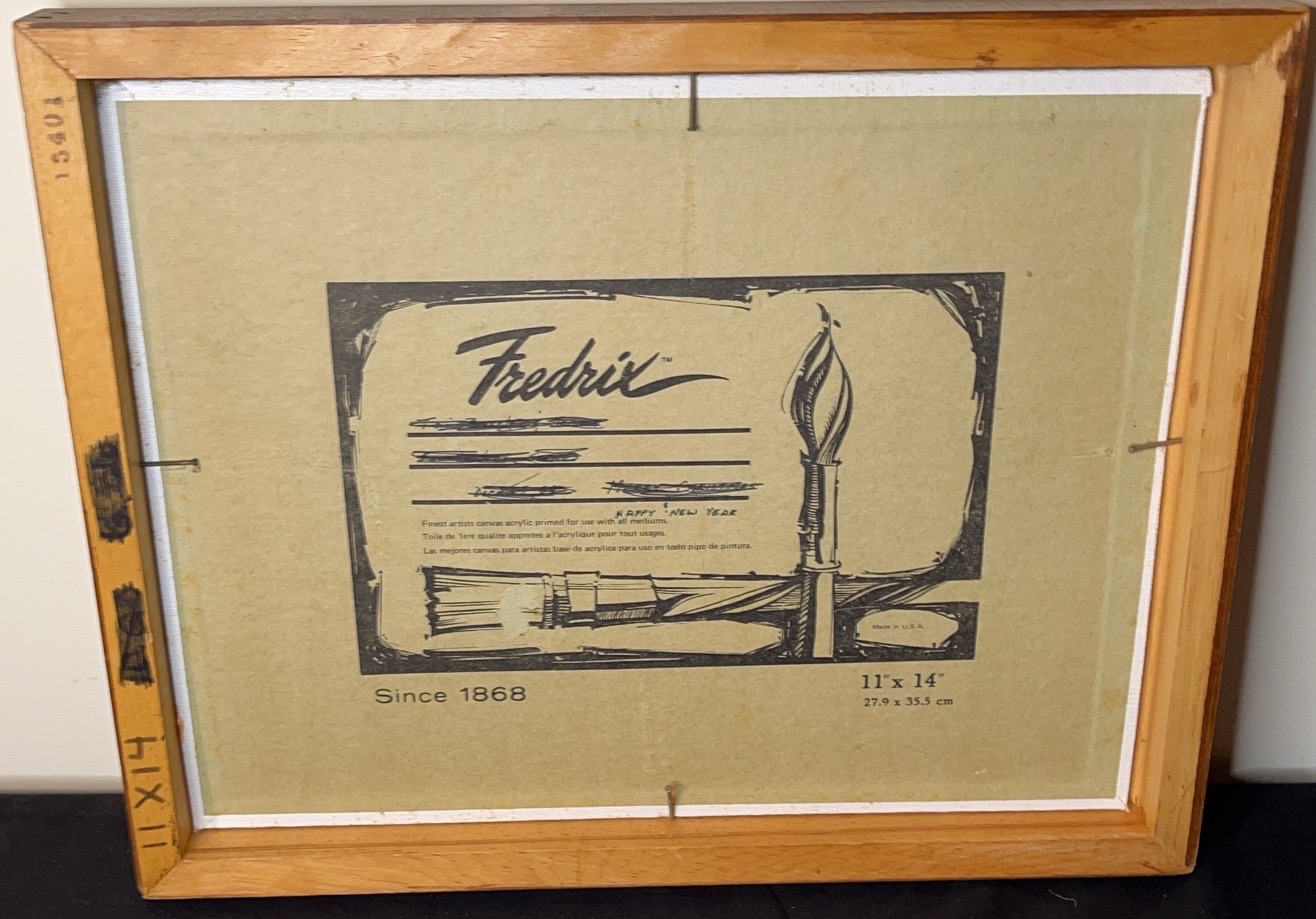 15401
Fredrix™
HAPPY NEW YEAR
Finest artists canvas acrylic primed for use with all mediums.
Toile de 1ere qualite appretee a l'acrylique pour tout usages.
Las mejores canvas para artistas base de acrylica para uso en todo pipo de pintura.
Made in U.S.A.
Since 1868
11" x 14"
27.9 x 35.5 cm
11 X 14